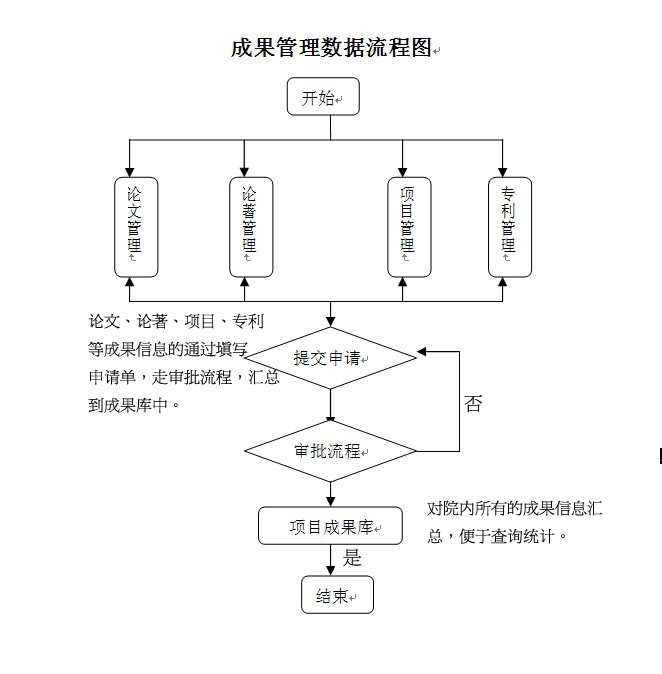 成果管理数据流程图
开始
论文管理
论著管理
项目管理
专利管理
论文、论著、项目、专利
等成果信息的通过填写
申请单，走审批流程，汇总
到成果库中。
提交申请
否
审批流程
项目成果库
对院内所有的成果信息汇
总，便于查询统计。
是
结束